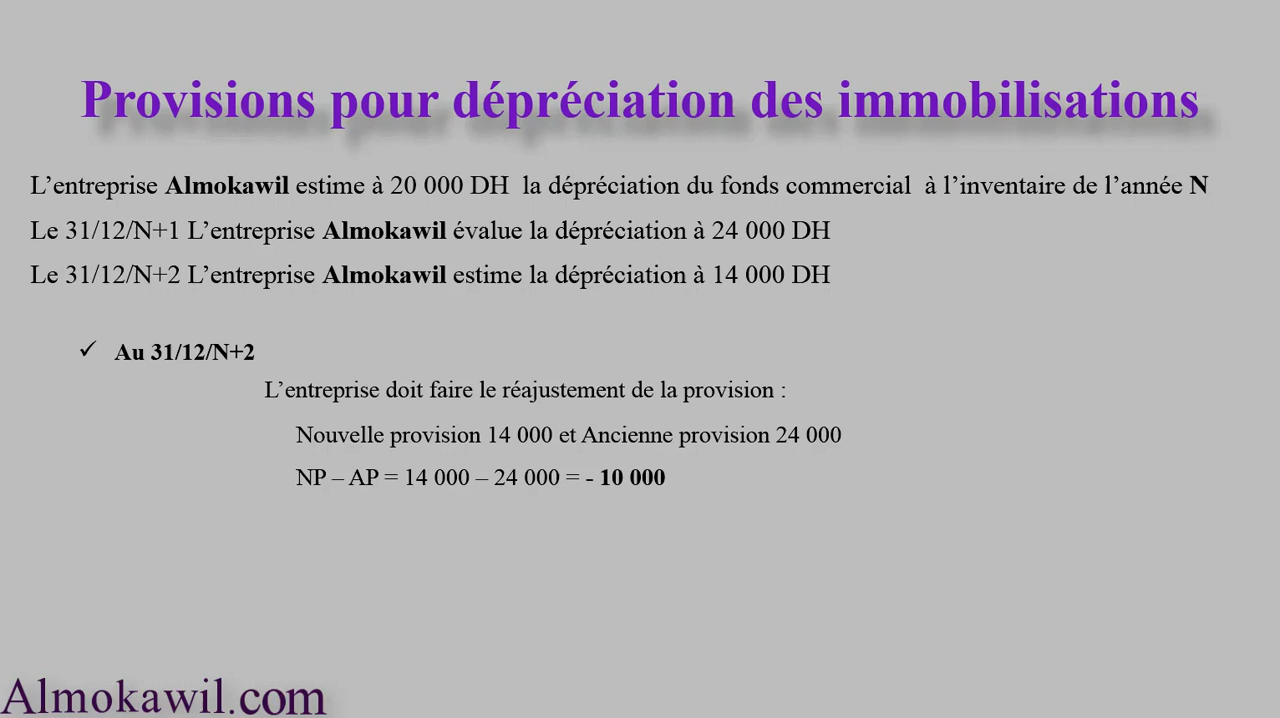 Provisions pour dépréciation des immobilisations
L’entreprise Almokawil estime à 20 000 DH  la dépréciation du fonds commercial  à l’inventaire de l’année N
Le 31/12/N+1 L’entreprise Almokawil évalue la dépréciation à 24 000 DH
Le 31/12/N+2 L’entreprise Almokawil estime la dépréciation à 14 000 DH
✓ Au 31/12/N+2
L’entreprise doit faire le réajustement de la provision :
Nouvelle provision 14 000 et Ancienne provision 24 000
NP – AP = 14 000 – 24 000 = - 10 000
Almokawil.com